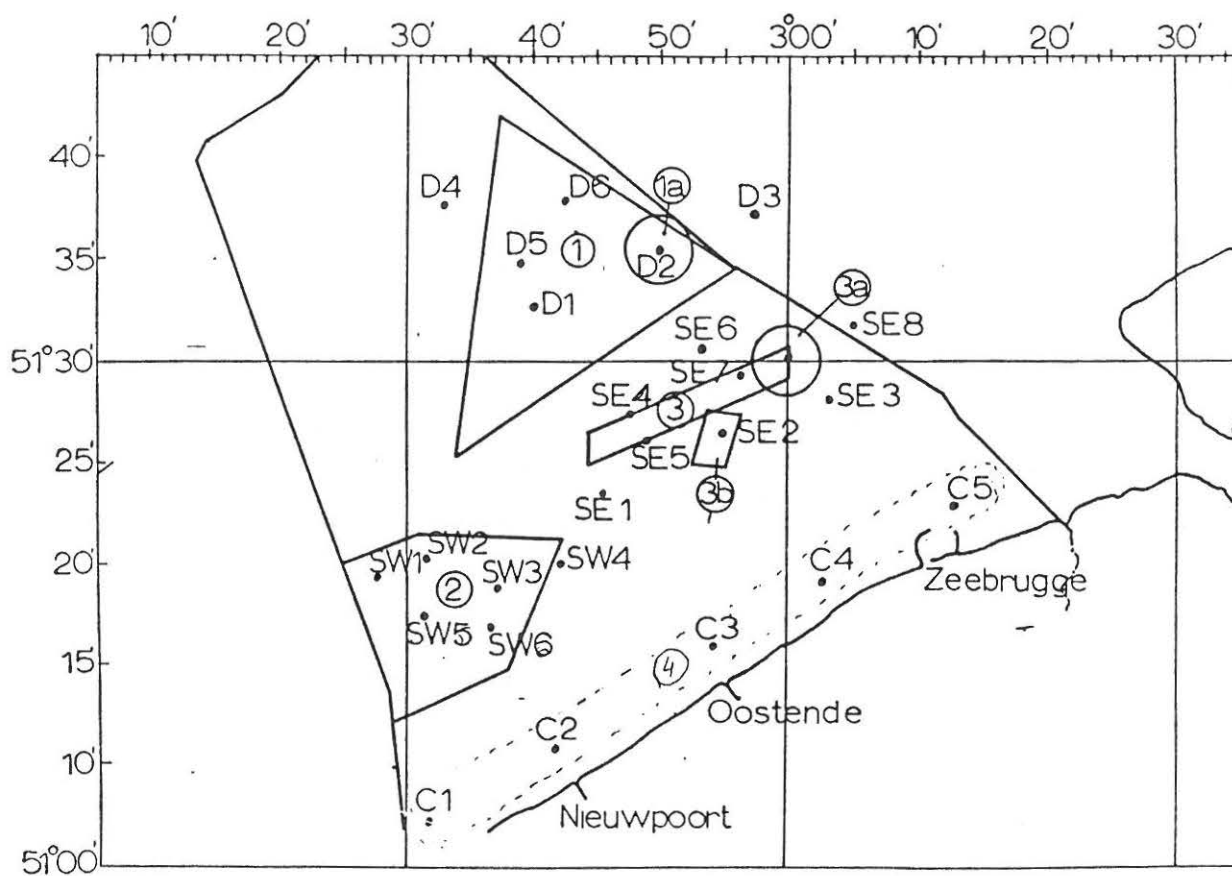 10' 20' 30' 40' 50' 3°00' 10' 20' 30'
40'
D4 D6 1a D3
35' D5 1 D2
D1 3a
SE6 SE8
51°30'
SE7
SE4 3 SE3
SE2
25' SE5
3b
SE1 C5
SW2
20' SW1 SW3 SW4 C4
2 Zeebrugge
SW5 SW6 C3
15' 4
Oostende
C2
10'
C1
Nieuwpoort
51°00'